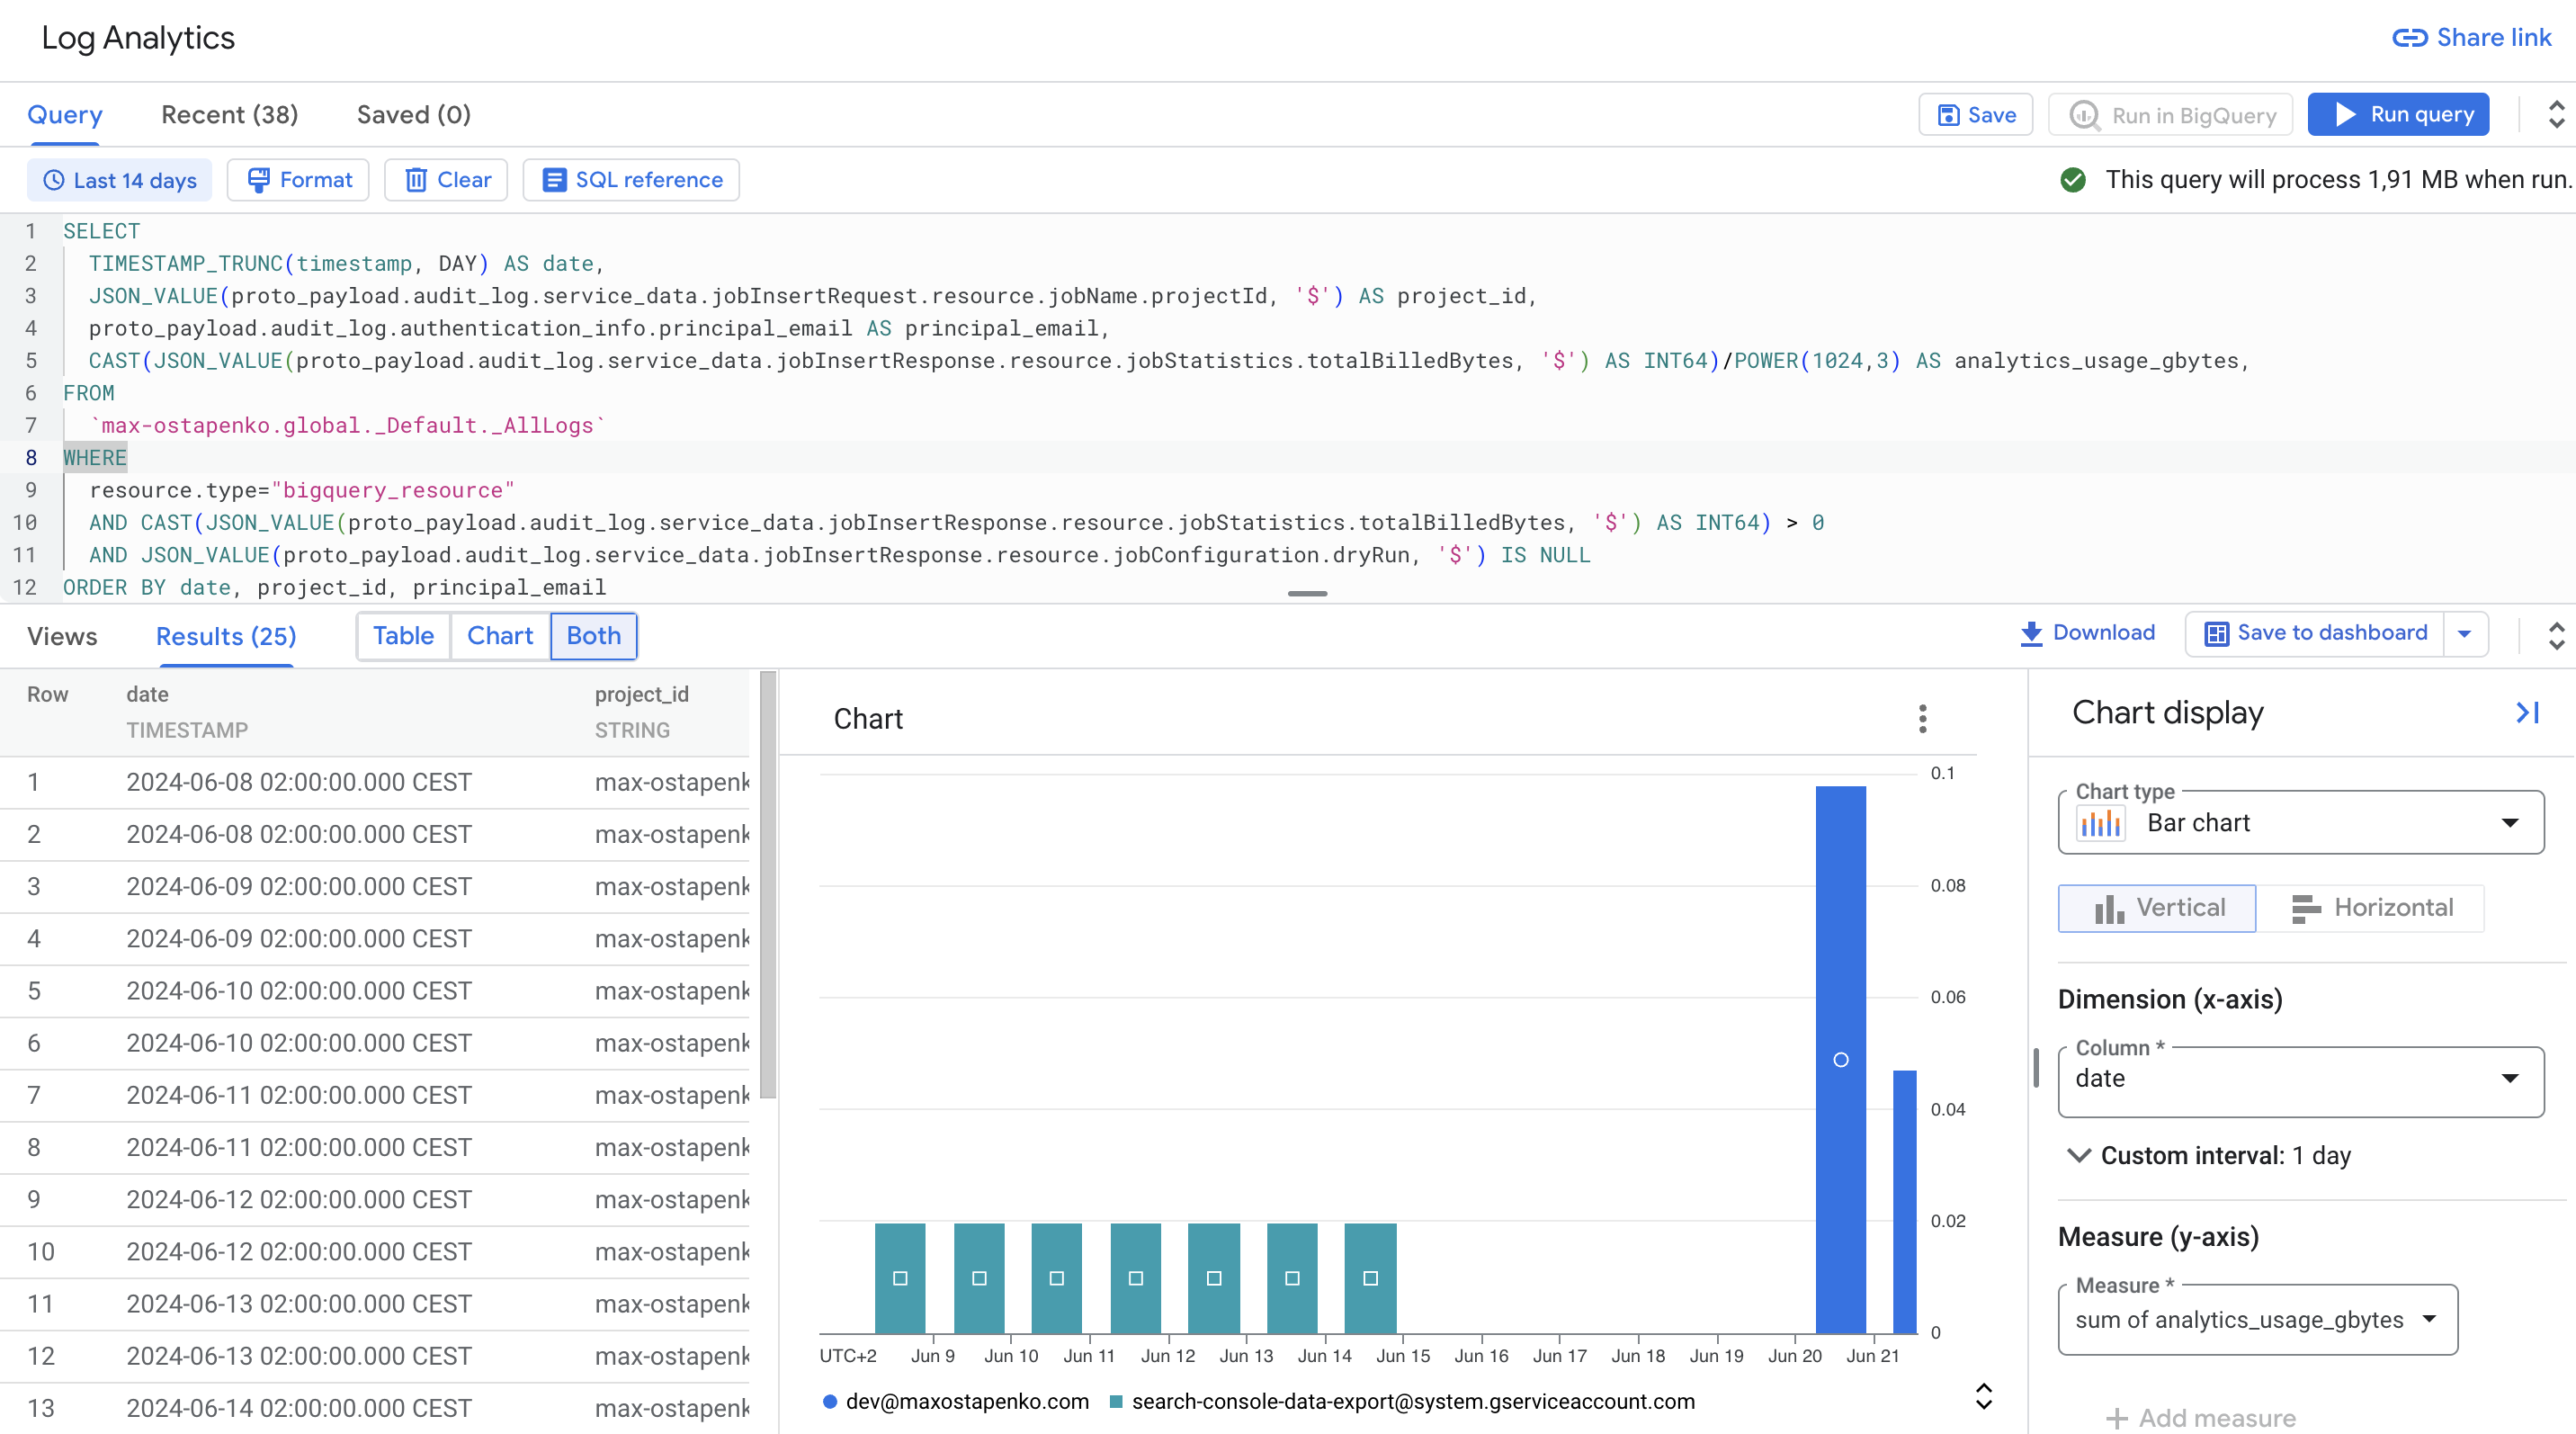 Log Analytics
Share link
Query Recent (38) Saved (0)
Save Run in BigQuery Run query
Last 14 days Format Clear SQL reference
This query will process 1,91 MB when run.
1 SELECT
2 TIMESTAMP_TRUNC(timestamp, DAY) AS date,
3 JSON_VALUE(proto_payload.audit_log.service_data.jobInsertRequest.resource.jobName.projectId, '$') AS project_id,
4 proto_payload.audit_log.authentication_info.principal_email AS principal_email,
5 CAST(JSON_VALUE(proto_payload.audit_log.service_data.jobInsertResponse.resource.jobStatistics.totalBilledBytes, '$') AS INT64)/POWER(1024,3) AS analytics_usage_gbytes,
6 FROM
7 `max-ostapenko.global._Default._AllLogs`
8 WHERE
9 resource.type="bigquery_resource"
10 AND CAST(JSON_VALUE(proto_payload.audit_log.service_data.jobInsertResponse.resource.jobStatistics.totalBilledBytes, '$') AS INT64) > 0
11 AND JSON_VALUE(proto_payload.audit_log.service_data.jobInsertResponse.resource.jobConfiguration.dryRun, '$') IS NULL
12 ORDER BY date, project_id, principal_email
Views Results (25) Table Chart Both
Download Save to dashboard
Row date project_id
TIMESTAMP STRING
1 2024-06-08 02:00:00.000 CEST max-ostapenk
2 2024-06-08 02:00:00.000 CEST max-ostapenk
3 2024-06-09 02:00:00.000 CEST max-ostapenk
4 2024-06-09 02:00:00.000 CEST max-ostapenk
5 2024-06-10 02:00:00.000 CEST max-ostapenk
6 2024-06-10 02:00:00.000 CEST max-ostapenk
7 2024-06-11 02:00:00.000 CEST max-ostapenk
8 2024-06-11 02:00:00.000 CEST max-ostapenk
9 2024-06-12 02:00:00.000 CEST max-ostapenk
10 2024-06-12 02:00:00.000 CEST max-ostapenk
11 2024-06-13 02:00:00.000 CEST max-ostapenk
12 2024-06-13 02:00:00.000 CEST max-ostapenk
13 2024-06-14 02:00:00.000 CEST max-ostapenk
Chart
0.1
0.08
0.06
0.04
0.02
0
UTC+2 Jun 9 Jun 10 Jun 11 Jun 12 Jun 13 Jun 14 Jun 15 Jun 16 Jun 17 Jun 18 Jun 19 Jun 20 Jun 21
dev@maxostapenko.com search-console-data-export@system.gserviceaccount.com
Chart display
Chart type
Bar chart
Vertical Horizontal
Dimension (x-axis)
Column *
date
Custom interval: 1 day
Measure (y-axis)
Measure *
sum of analytics_usage_gbytes
Add measure